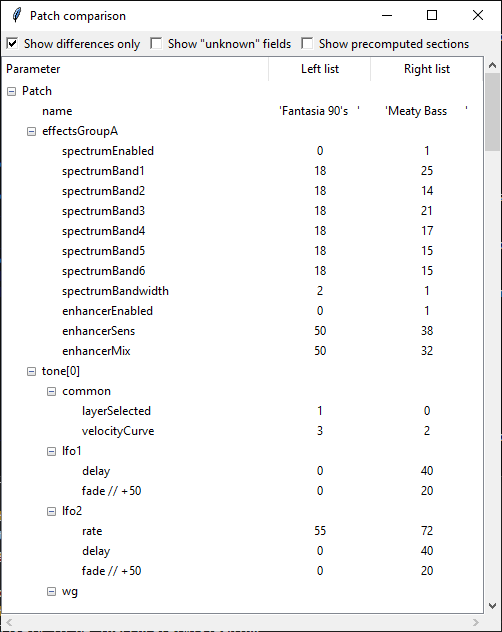 Patch comparison
Show differences only Show "unknown" fields Show precomputed sections
Parameter Left list Right list
Patch
name 'Fantasia 90's ' 'Meaty Bass '
effectsGroupA
spectrumEnabled 0 1
spectrumBand1 18 25
spectrumBand2 18 14
spectrumBand3 18 21
spectrumBand4 18 17
spectrumBand5 18 15
spectrumBand6 18 15
spectrumBandwidth 2 1
enhancerEnabled 0 1
enhancerSens 50 38
enhancerMix 50 32
tone[0]
common
layerSelected 1 0
velocityCurve 3 2
lfo1
delay 0 40
fade // +50 0 20
lfo2
rate 55 72
delay 0 40
fade // +50 0 20
wg